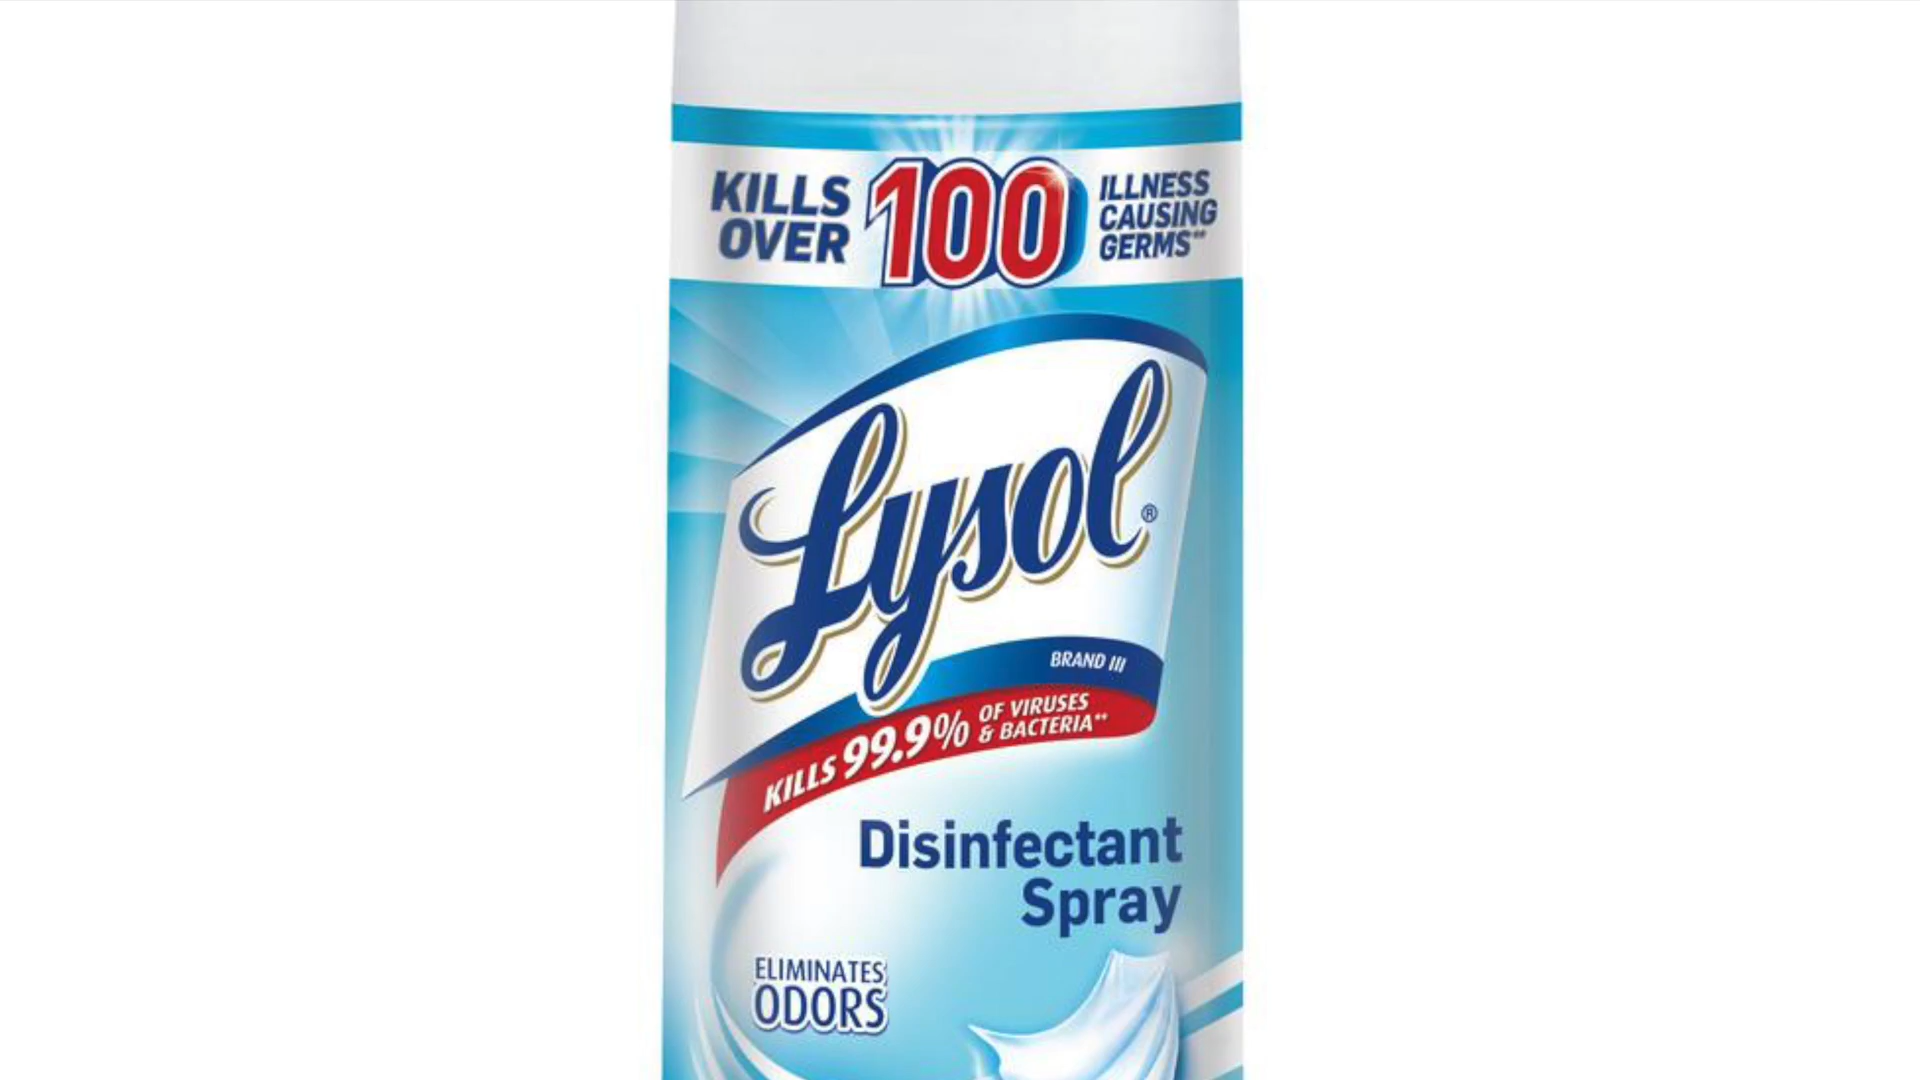 KILLS
OVER
100
ILLNESS
CAUSING
GERMS**
Lysol®
BRAND III
KILLS 99.9% OF VIRUSES
& BACTERIA**
Disinfectant
Spray
ELIMINATES
ODORS